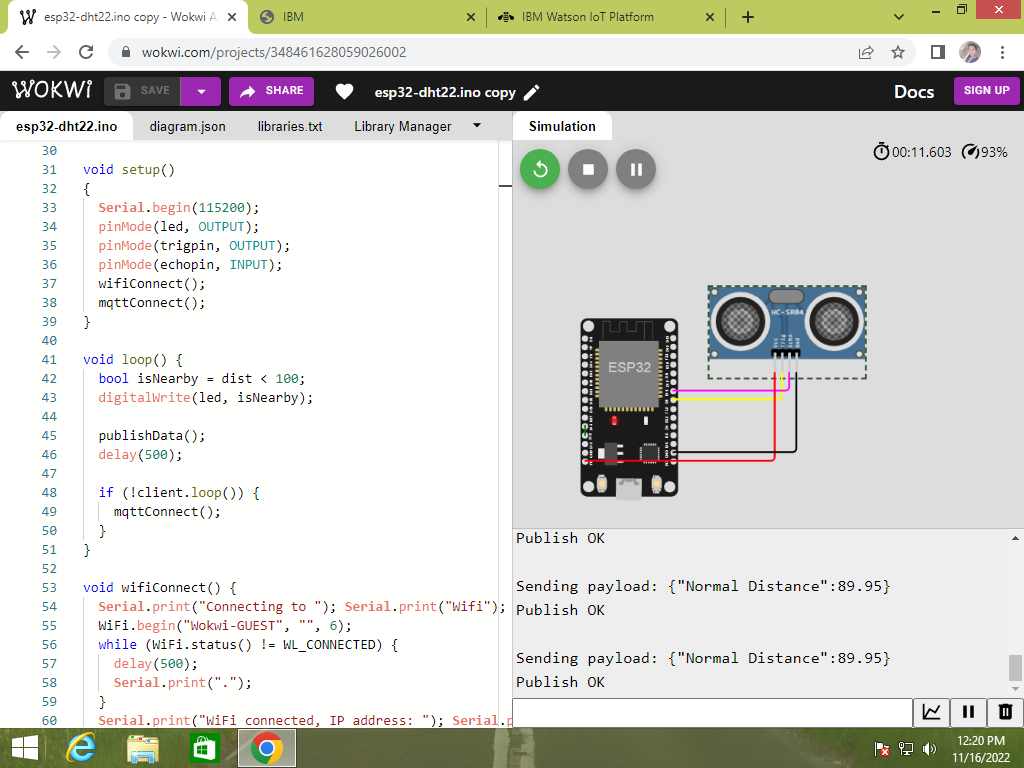 esp32-dht22.ino copy - Wokwi A
IBM
IBM Watson IoT Platform
wokwi.com/projects/348461628059026002
WOKWI
SAVE
SHARE
esp32-dht22.ino copy
Docs
SIGN UP
esp32-dht22.ino
diagram.json
libraries.txt
Library Manager
Simulation
00:11.603
93%
30
31 void setup()
32 {
33 Serial.begin(115200);
34 pinMode(led, OUTPUT);
35 pinMode(trigpin, OUTPUT);
36 pinMode(echopin, INPUT);
37 wifiConnect();
38 mqttConnect();
39 }
40
41 void loop() {
42 bool isNearby = dist < 100;
43 digitalWrite(led, isNearby);
44
45 publishData();
46 delay(500);
47
48 if (!client.loop()) {
49 mqttConnect();
50 }
51 }
52
53 void wifiConnect() {
54 Serial.print("Connecting to "); Serial.print("Wifi");
55 WiFi.begin("Wokwi-GUEST", "", 6);
56 while (WiFi.status() != WL_CONNECTED) {
57 delay(500);
58 Serial.print(".");
59 }
60 Serial.print("WiFi connected, IP address: "); Serial.p
HC-SR04
ESP32
Publish OK
Sending payload: {"Normal Distance":89.95}
Publish OK
Sending payload: {"Normal Distance":89.95}
Publish OK
12:20 PM
11/16/2022